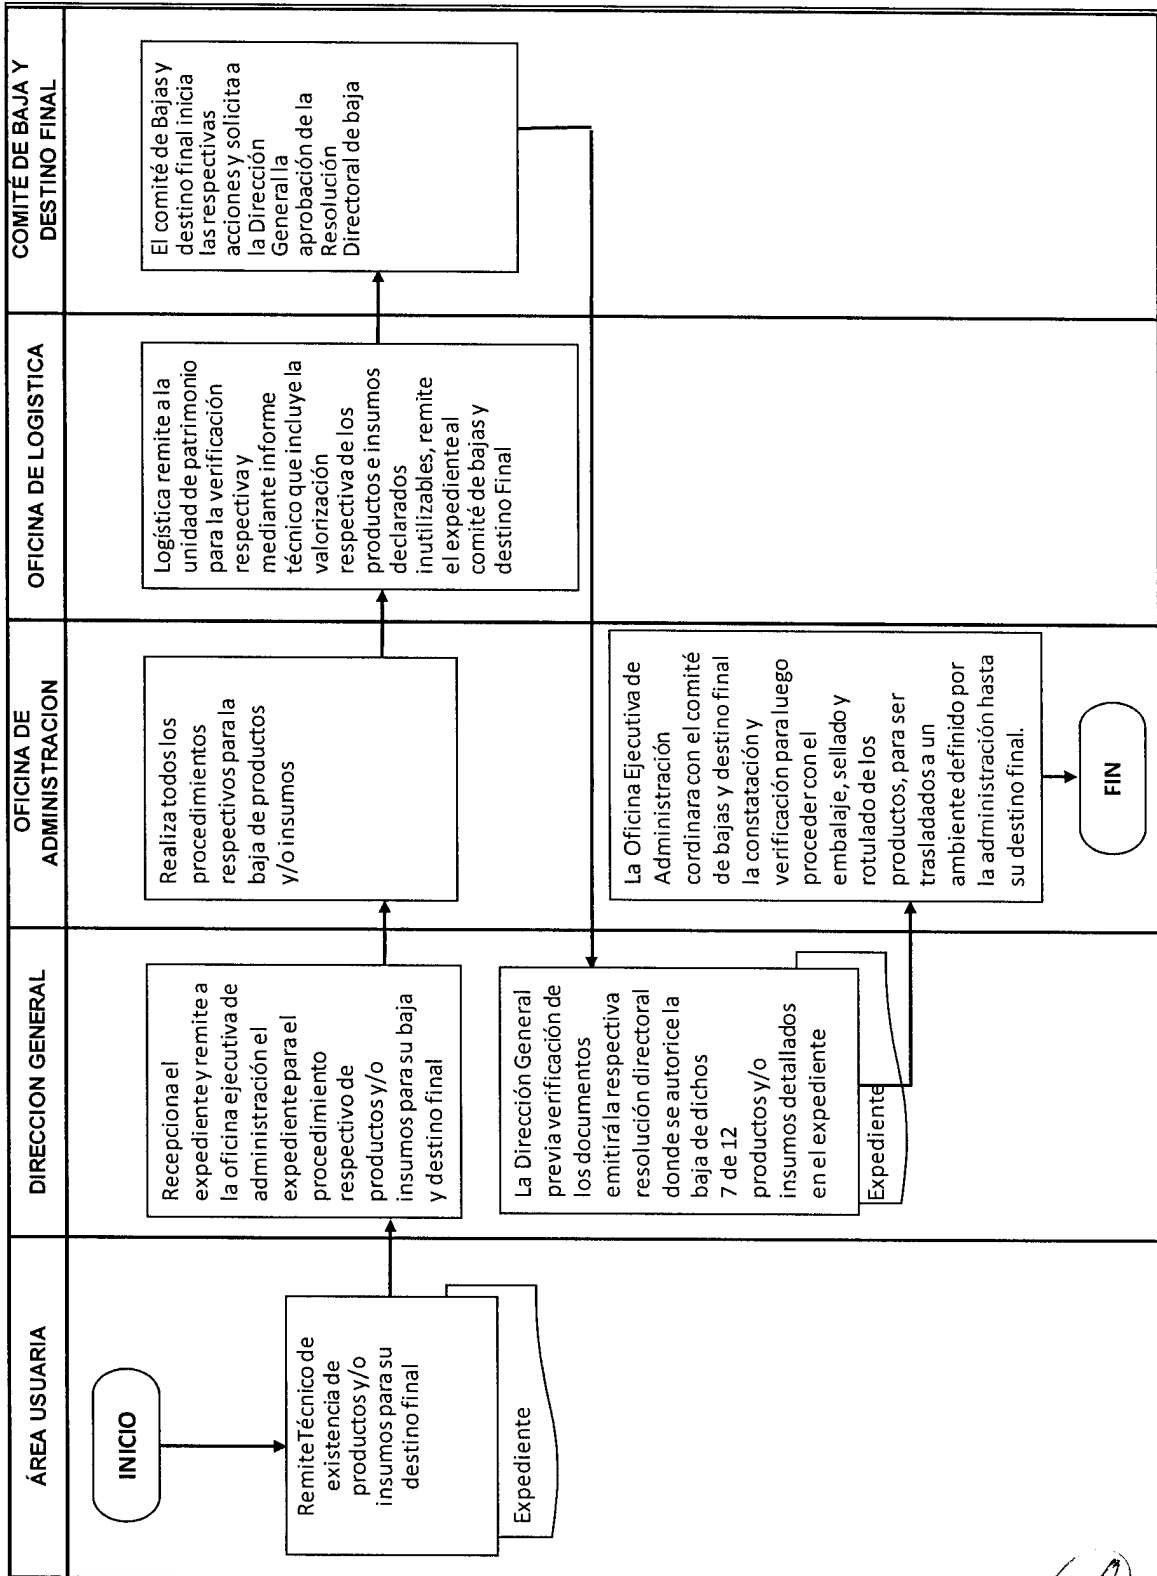 ÁREA USUARIA
DIRECCION GENERAL
OFICINA DE
ADMINISTRACION
OFICINA DE LOGISTICA
COMITÉ DE BAJA Y
DESTINO FINAL
INICIO
Remite Técnico de
existencia de
productos y/o
insumos para su
destino final
Expediente
Recepciona el
expediente y remite a
la oficina ejecutiva de
administración el
expediente para el
procedimiento
respectivo de
productos y/o
insumos para su baja
y destino final
Realiza todos los
procedimientos
respectivos para la
baja de productos
y/o insumos
Logística remite a la
unidad de patrimonio
para la verificación
respectiva y
mediante informe
técnico que incluye la
valorización
respectiva de los
productos e insumos
declarados
inutilizables, remite
el expediente al
comité de bajas y
destino Final
El comité de Bajas y
destino final inicia
las respectivas
acciones y solicita a
la Dirección
General la
aprobación de la
Resolución
Directoral de baja
La Dirección General
previa verificación de
los documentos
emitirá la respectiva
resolución directoral
donde se autorice la
baja de dichos
7 de 12
productos y/o
insumos detallados
en el expediente
Expediente
La Oficina Ejecutiva de
Administración
cordinara con el comité
de bajas y destino final
la constatación y
verificación para luego
proceder con el
embalaje, sellado y
rotulado de los
productos, para ser
trasladados a un
ambiente definido por
la administración hasta
su destino final.
FIN